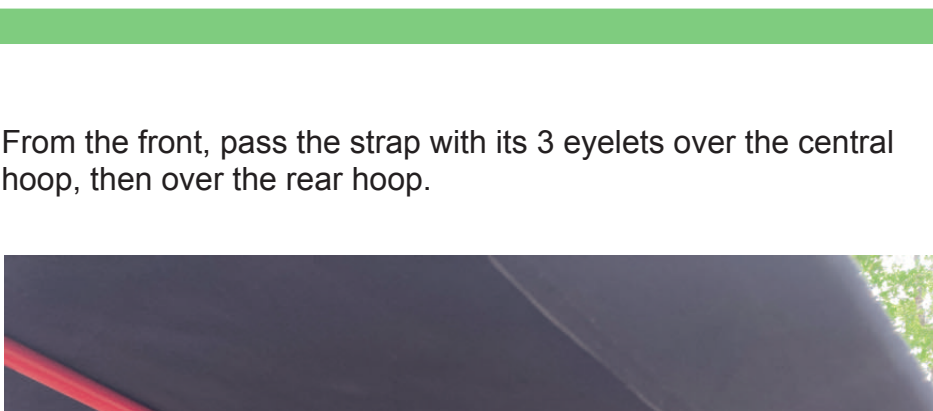 From the front, pass the strap with its 3 eyelets over the central
hoop, then over the rear hoop.